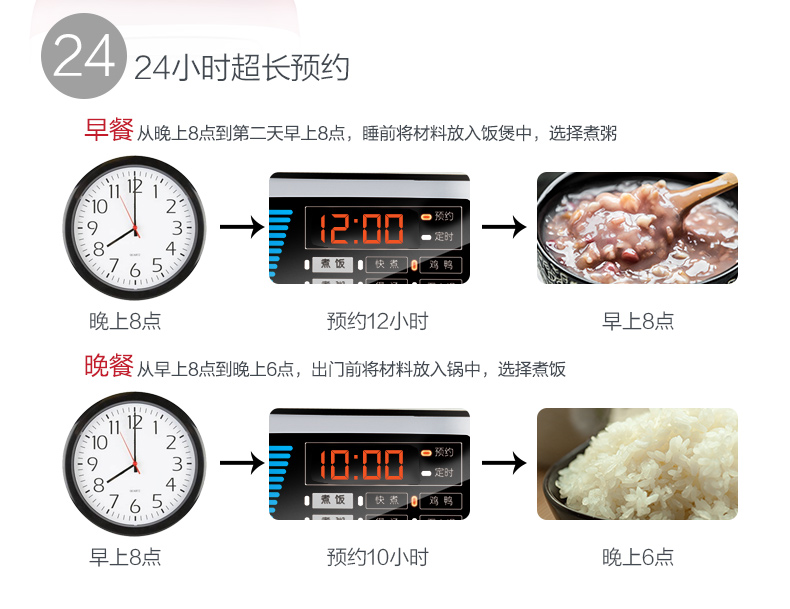 24
24小时超长预约
早餐 从晚上8点到第二天早上8点，睡前将材料放入饭煲中，选择煮粥
12
1
2
3
4
5
6
7
8
9
10
11
12:00
预约
定时
煮饭
快煮
鸡鸭
晚上8点
预约12小时
早上8点
晚餐 从早上8点到晚上6点，出门前将材料放入锅中，选择煮饭
12
1
2
3
4
5
6
7
8
9
10
11
10:00
预约
定时
煮饭
快煮
鸡鸭
早上8点
预约10小时
晚上6点